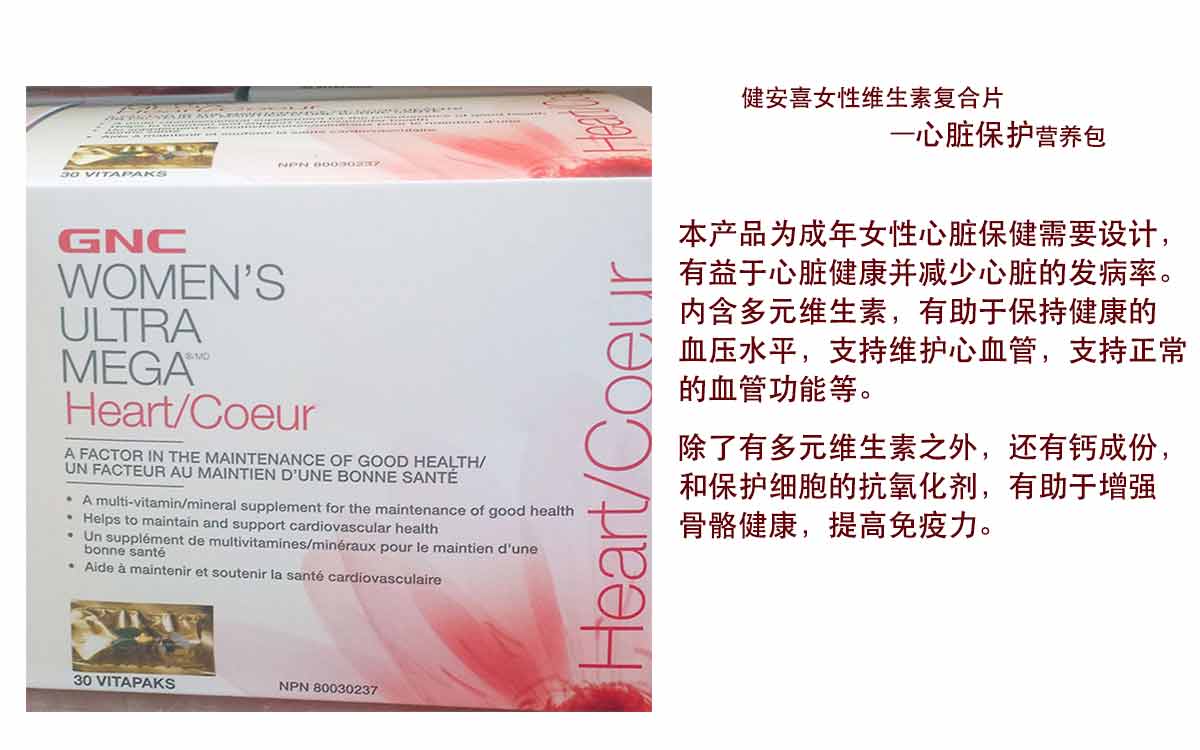 Heart/Coeur
NPN 80030237
30 VITAPAKS
GNC
WOMEN'S
ULTRA
MEGA®/MD
Heart/Coeur
A FACTOR IN THE MAINTENANCE OF GOOD HEALTH/
UN FACTEUR AU MAINTIEN D'UNE BONNE SANTÉ
• A multi-vitamin/mineral supplement for the maintenance of good health
• Helps to maintain and support cardiovascular health
• Un supplément de multivitamines/minéraux pour le maintien d'une
bonne santé
• Aide à maintenir et soutenir la santé cardiovasculaire
30 VITAPAKS
NPN 80030237
Heart/Coeur
健安喜女性维生素复合片
—心脏保护营养包
本产品为成年女性心脏保健需要设计，
有益于心脏健康并减少心脏的发病率。
内含多元维生素，有助于保持健康的
血压水平，支持维护心血管，支持正常
的血管功能等。
除了有多元维生素之外，还有钙成份，
和保护细胞的抗氧化剂，有助于增强
骨骼健康，提高免疫力。